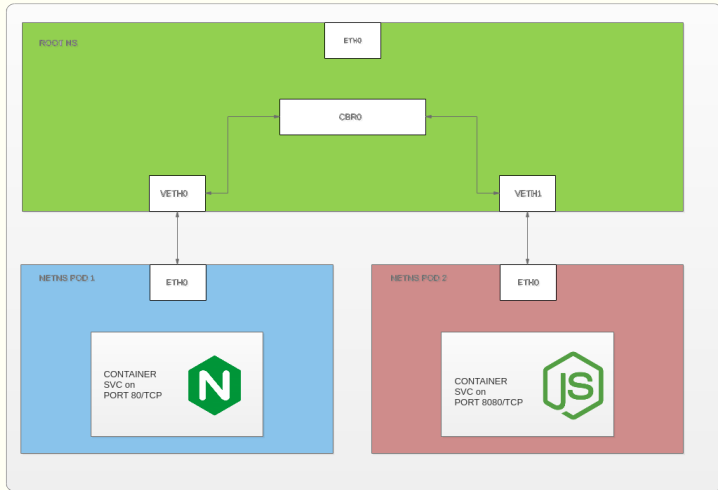 ROOT NS
ETH0
CBR0
VETH0
VETH1
NETNS POD 1
ETH0
NETNS POD 2
ETH0
CONTAINER
SVC on
PORT 80/TCP
N
CONTAINER
SVC on
PORT 8080/TCP
JS